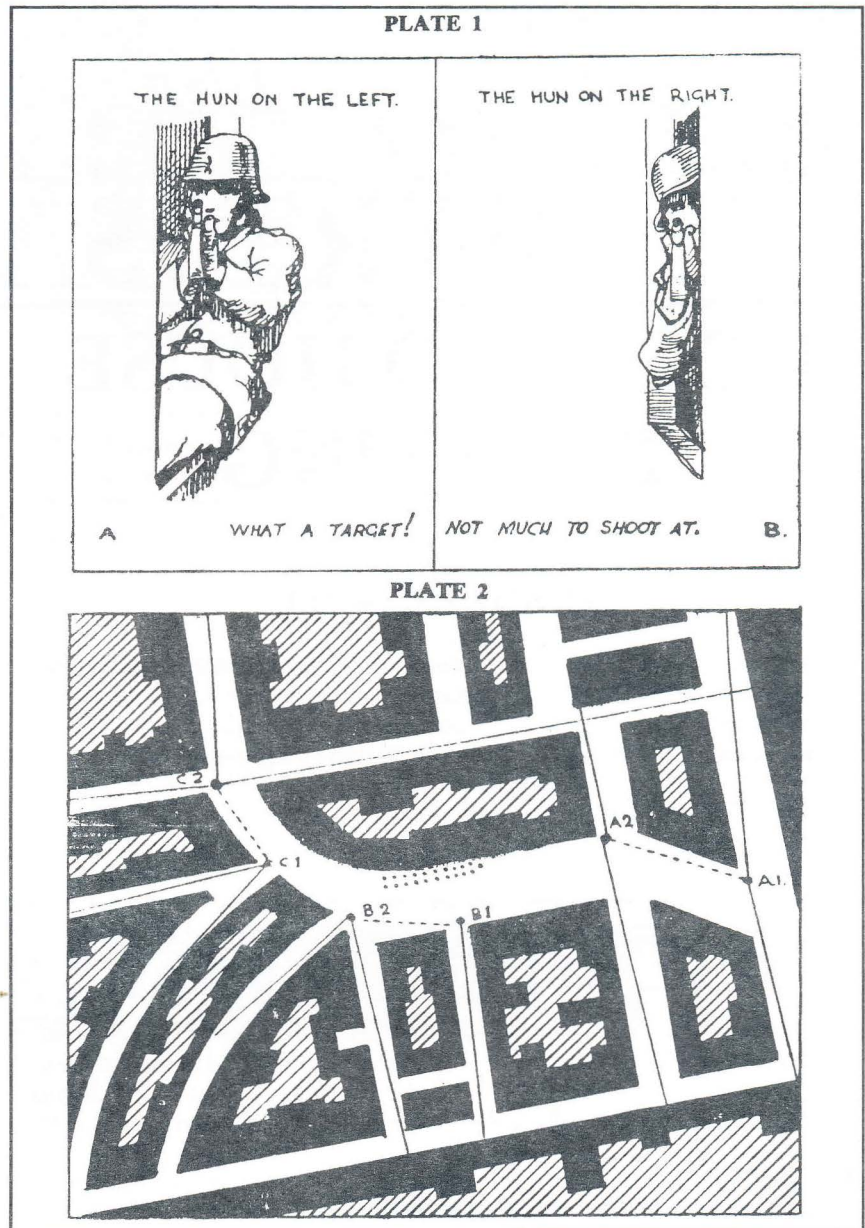 PLATE 1
THE HUN ON THE LEFT.
THE HUN ON THE RIGHT.
A WHAT A TARGET!
NOT MUCH TO SHOOT AT. B.
PLATE 2
C2
A2
C1
A1.
B2 B1